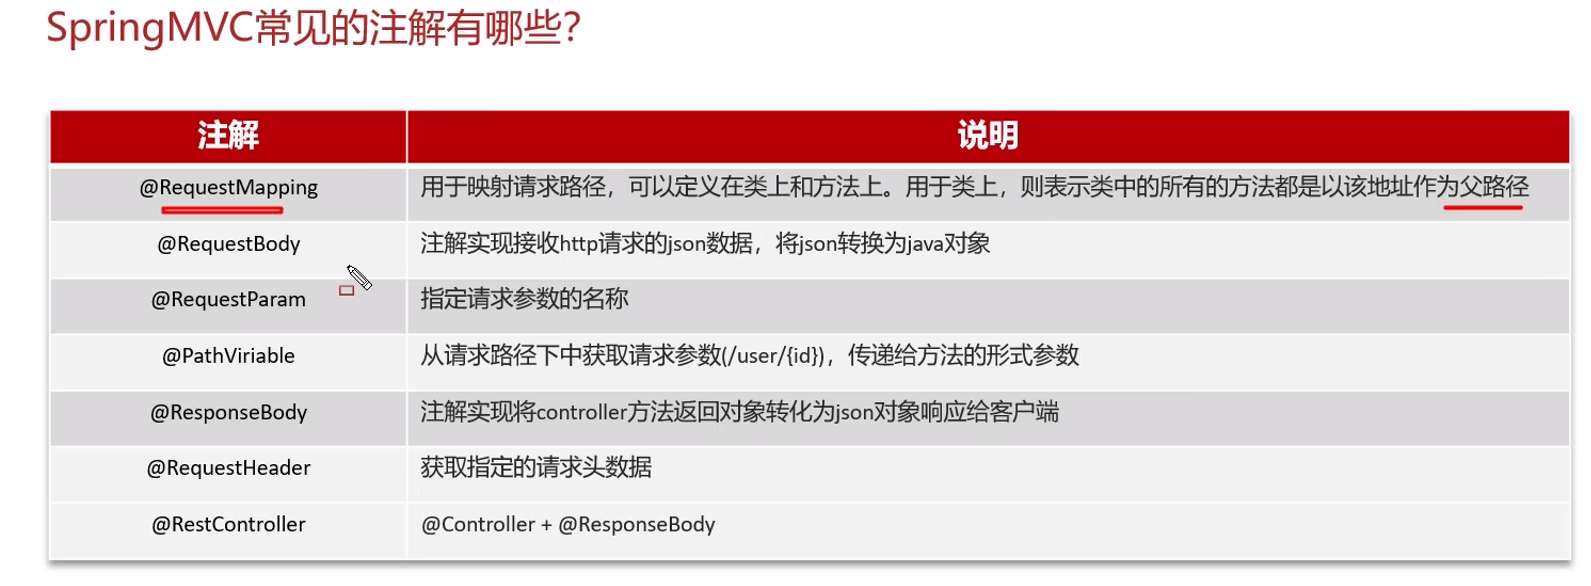 SpringMVC常见的注解有哪些?
注解 说明
@RequestMapping 用于映射请求路径，可以定义在类上和方法上。用于类上，则表示类中的所有的方法都是以该地址作为父路径
@RequestBody 注解实现接收http请求的json数据，将json转换为java对象
@RequestParam 指定请求参数的名称
@PathViriable 从请求路径下中获取请求参数(/user/{id})，传递给方法的形式参数
@ResponseBody 注解实现将controller方法返回对象转化为json对象响应给客户端
@RequestHeader 获取指定的请求头数据
@RestController @Controller + @ResponseBody